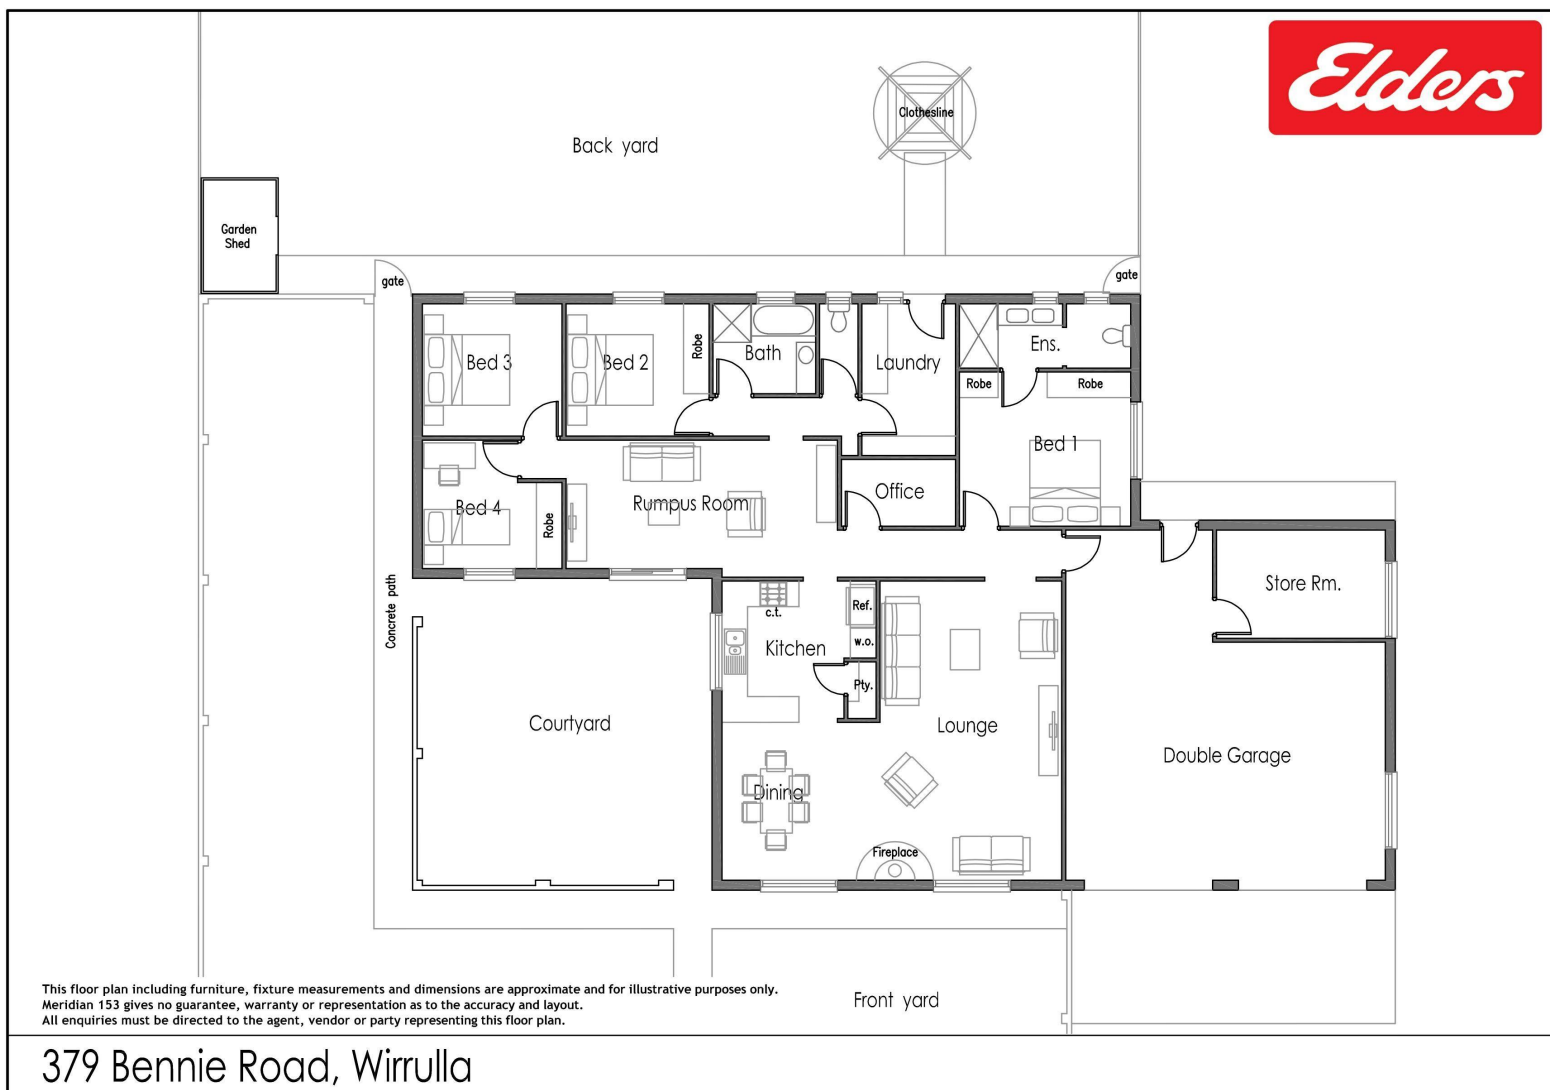 Elders
Clothesline
Back yard
Garden
Shed
gate
gate
Bed 3
Bed 2
Robe
Bath
Laundry
Ens.
Robe
Robe
Bed 1
Office
Rumpus Room
Bed 4
Robe
Store Rm.
Concrete path
c.t.
Ref.
Kitchen
w.o.
Pty.
Courtyard
Lounge
Double Garage
Dining
Fireplace
This floor plan including furniture, fixture measurements and dimensions are approximate and for illustrative purposes only.
Meridian 153 gives no guarantee, warranty or representation as to the accuracy and layout.
All enquiries must be directed to the agent, vendor or party representing this floor plan.
Front yard
379 Bennie Road, Wirrulla